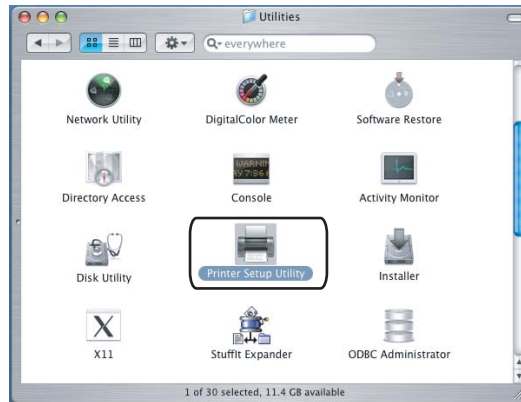 Utilities
everywhere
Network Utility
DigitalColor Meter
Software Restore
Directory Access
Console
Activity Monitor
Disk Utility
Printer Setup Utility
Installer
X11
StuffIt Expander
ODBC Administrator
1 of 30 selected, 11.4 GB available